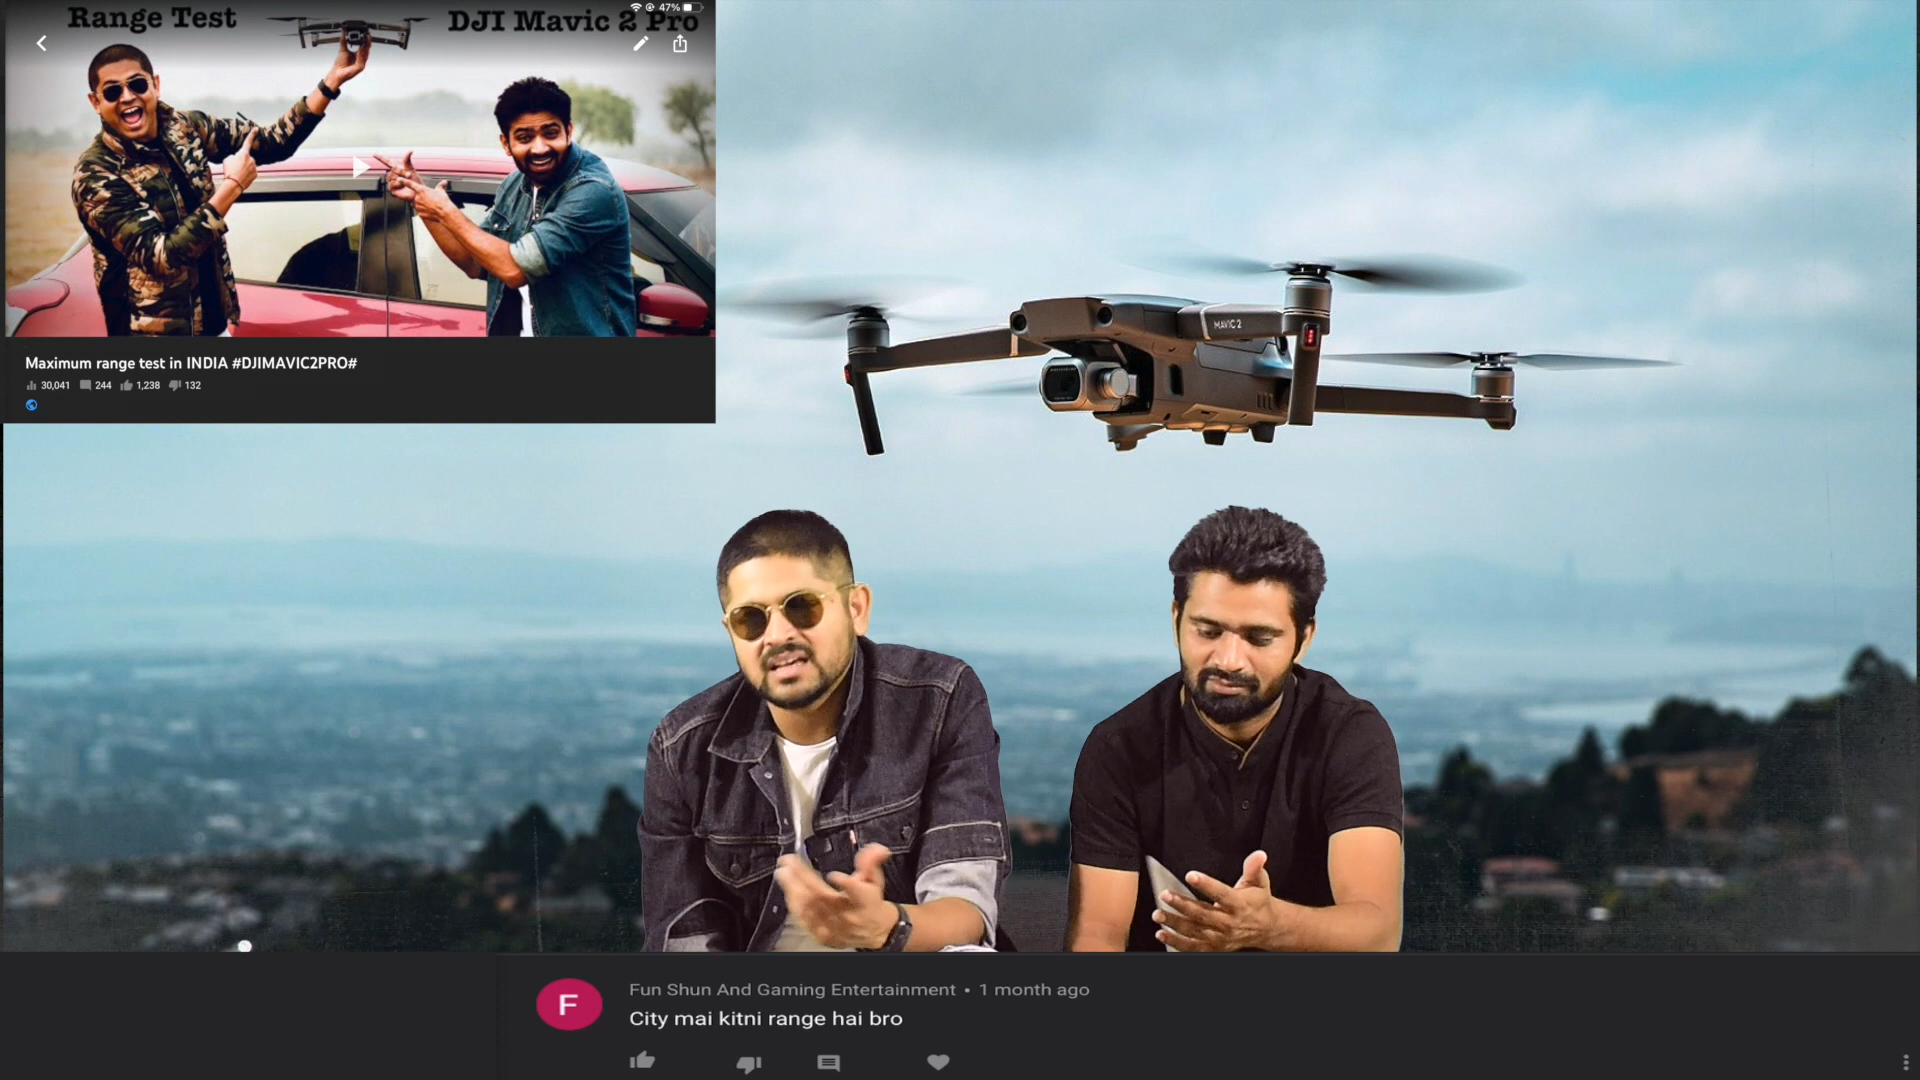 Range Test
DJI Mavic 2 Pro
47%
MAVIC 2
Maximum range test in INDIA #DJIMAVIC2PRO#
30,041 244 1,238 132
F
Fun Shun And Gaming Entertainment • 1 month ago
City mai kitni range hai bro